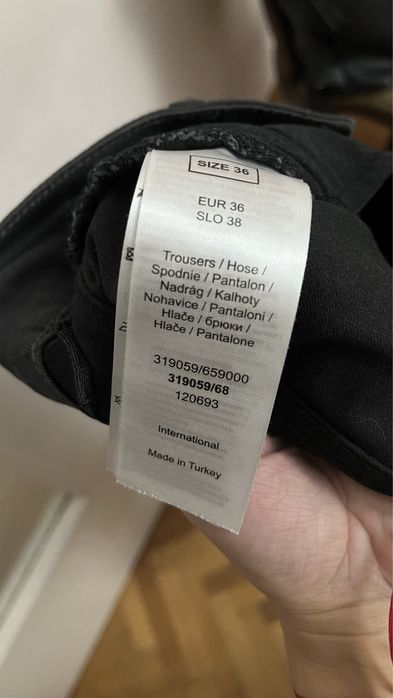 SIZE 36
EUR 36
SLO 38
Trousers / Hose /
Spodnie / Pantalon /
Nadrág / Kalhoty
Nohavice / Pantaloni /
Hlače / брюки /
Hlače / Pantalone
319059/659000
319059/68
120693
International
Made in Turkey